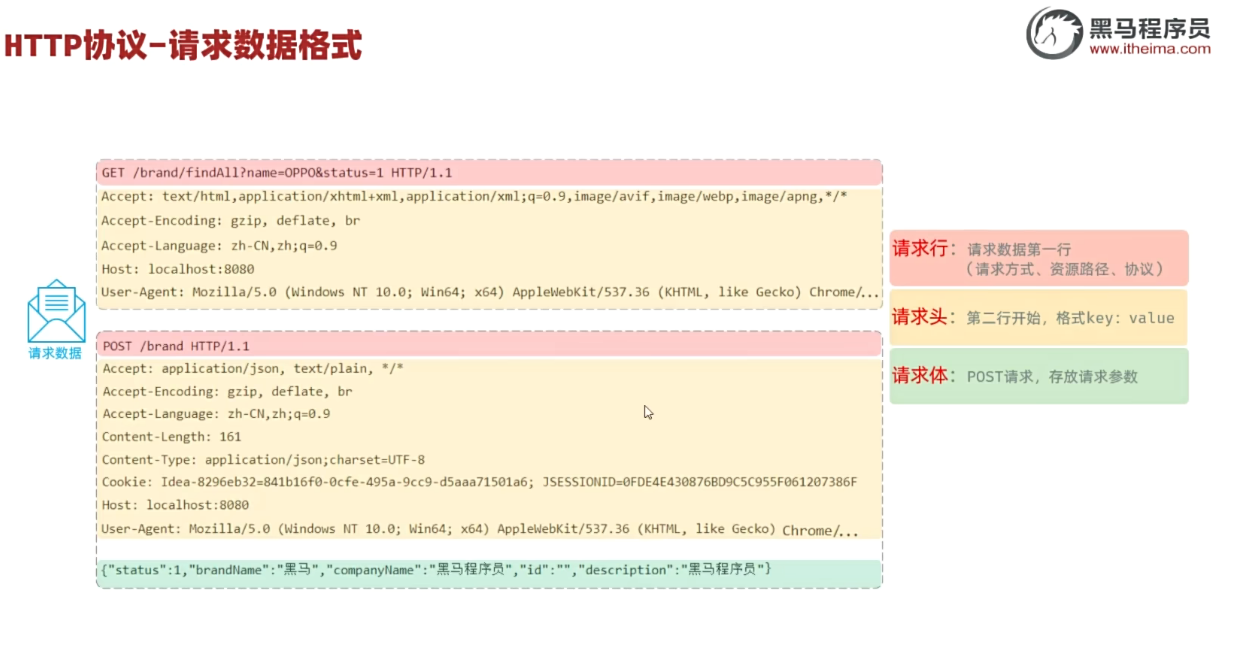 HTTP协议-请求数据格式
黑马程序员
www.itheima.com
GET /brand/findAll?name=OPPO&status=1 HTTP/1.1
Accept: text/html,application/xhtml+xml,application/xml;q=0.9,image/avif,image/webp,image/apng,*/*
Accept-Encoding: gzip, deflate, br
Accept-Language: zh-CN,zh;q=0.9
Host: localhost:8080
User-Agent: Mozilla/5.0 (Windows NT 10.0; Win64; x64) AppleWebKit/537.36 (KHTML, like Gecko) Chrome/...
请求数据
POST /brand HTTP/1.1
Accept: application/json, text/plain, */*
Accept-Encoding: gzip, deflate, br
Accept-Language: zh-CN,zh;q=0.9
Content-Length: 161
Content-Type: application/json;charset=UTF-8
Cookie: Idea-8296eb32=841b16f0-0cfe-495a-9cc9-d5aaa71501a6; JSESSIONID=0FDE4E430876BD9C5C955F061207386F
Host: localhost:8080
User-Agent: Mozilla/5.0 (Windows NT 10.0; Win64; x64) AppleWebKit/537.36 (KHTML, like Gecko) Chrome/...
{"status":1,"brandName":"黑马","companyName":"黑马程序员","id":"","description":"黑马程序员"}
请求行：请求数据第一行
（请求方式、资源路径、协议）
请求头：第二行开始，格式key：value
请求体：POST请求，存放请求参数